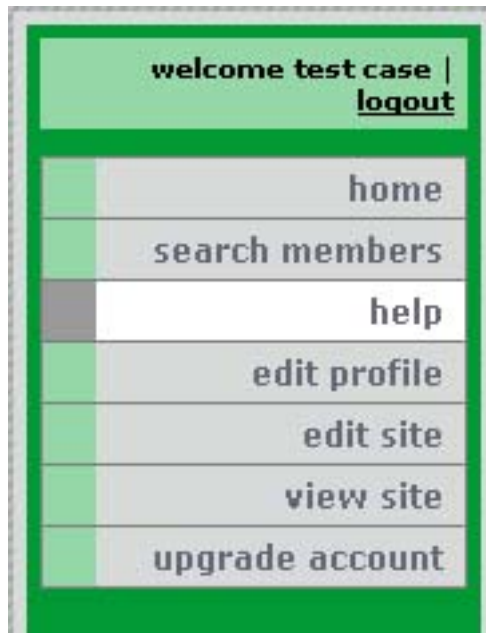 welcome test case |
logout
home
search members
help
edit profile
edit site
view site
upgrade account